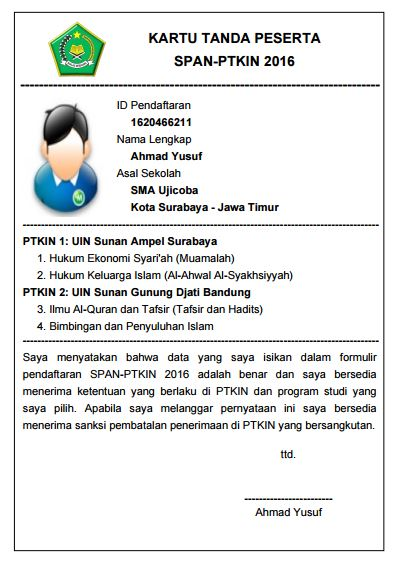 KARTU TANDA PESERTA
SPAN-PTKIN 2016
ID Pendaftaran
1620466211
Nama Lengkap
Ahmad Yusuf
Asal Sekolah
SMA Ujicoba
Kota Surabaya - Jawa Timur
PTKIN 1: UIN Sunan Ampel Surabaya
1. Hukum Ekonomi Syari'ah (Muamalah)
2. Hukum Keluarga Islam (Al-Ahwal Al-Syakhsiyyah)
PTKIN 2: UIN Sunan Gunung Djati Bandung
3. Ilmu Al-Quran dan Tafsir (Tafsir dan Hadits)
4. Bimbingan dan Penyuluhan Islam
Saya menyatakan bahwa data yang saya isikan dalam formulir
pendaftaran SPAN-PTKIN 2016 adalah benar dan saya bersedia
menerima ketentuan yang berlaku di PTKIN dan program studi yang
saya pilih. Apabila saya melanggar pernyataan ini saya bersedia
menerima sanksi pembatalan penerimaan di PTKIN yang bersangkutan.
ttd.
Ahmad Yusuf